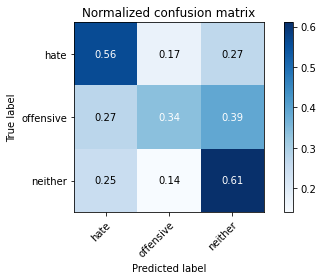 Normalized confusion matrix
True label
hate
offensive
neither
0.56 0.17 0.27
0.27 0.34 0.39
0.25 0.14 0.61
hate
offensive
neither
Predicted label
0.6
0.5
0.4
0.3
0.2